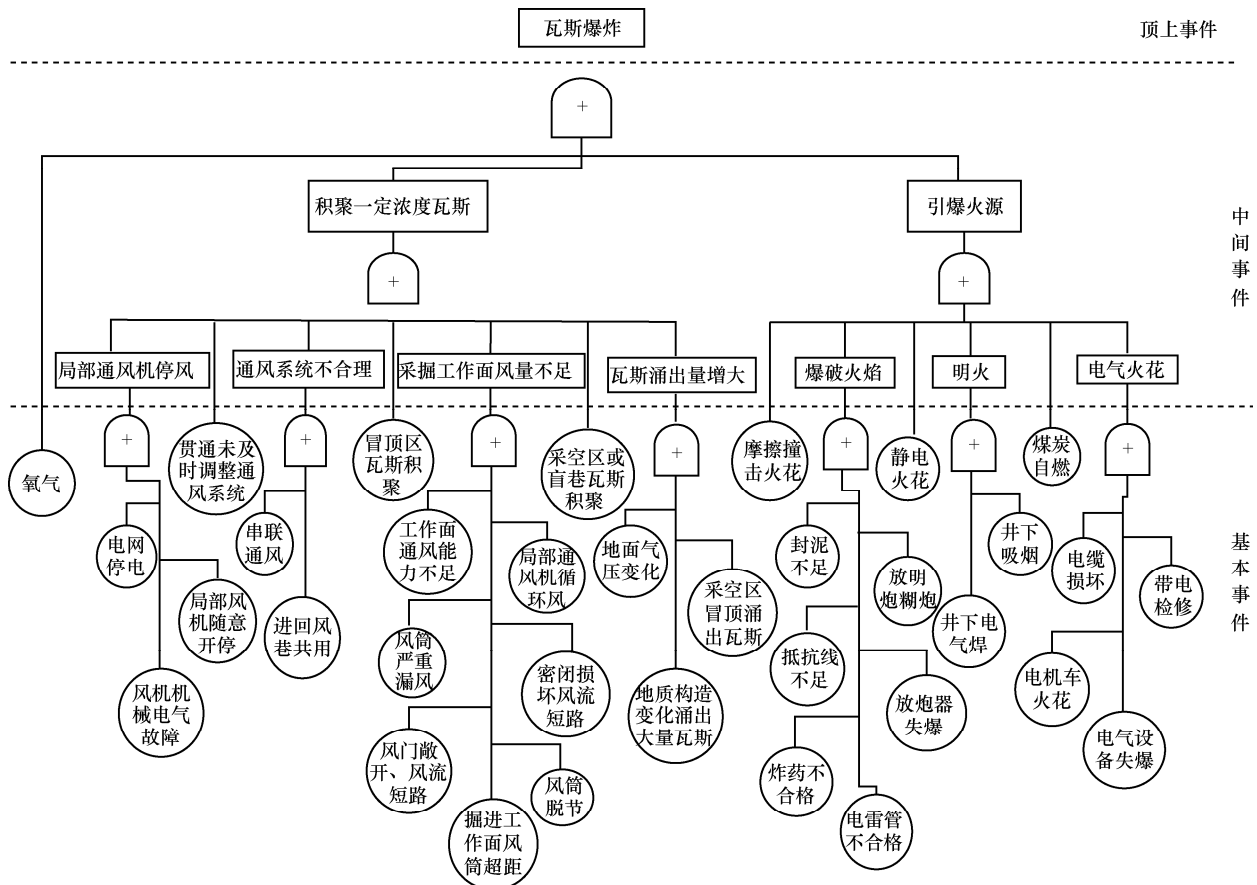 瓦斯爆炸
顶上事件
+
积聚一定浓度瓦斯
引爆火源
中
间
事
件
+
+
局部通风机停风
通风系统不合理
采掘工作面风量不足
瓦斯涌出量增大
爆破火焰
明火
电气火花
+
+
+
+
+
+
+
氧气
贯通未及
时调整通
风系统
冒顶区
瓦斯积
聚
采空区或
盲巷瓦斯
积聚
摩擦撞
击火花
静电
火花
煤炭
自燃
电网
停电
局部风
机随意
开停
风机机
械电气
故障
串联
通风
进回风
巷共用
工作面
通风能
力不足
局部通
风机循
环风
风筒
严重
漏风
密闭损
坏风流
短路
风门敞
开、风流
短路
风筒
脱节
掘进工
作面风
筒超距
地面气
压变化
采空区
冒顶涌
出瓦斯
地质构造
变化涌出
大量瓦斯
封泥
不足
放明
炮糊炮
抵抗线
不足
放炮器
失爆
炸药不
合格
电雷管
不合格
井下
吸烟
井下电
气焊
电缆
损坏
带电
检修
电机车
火花
电气设
备失爆
基
本
事
件